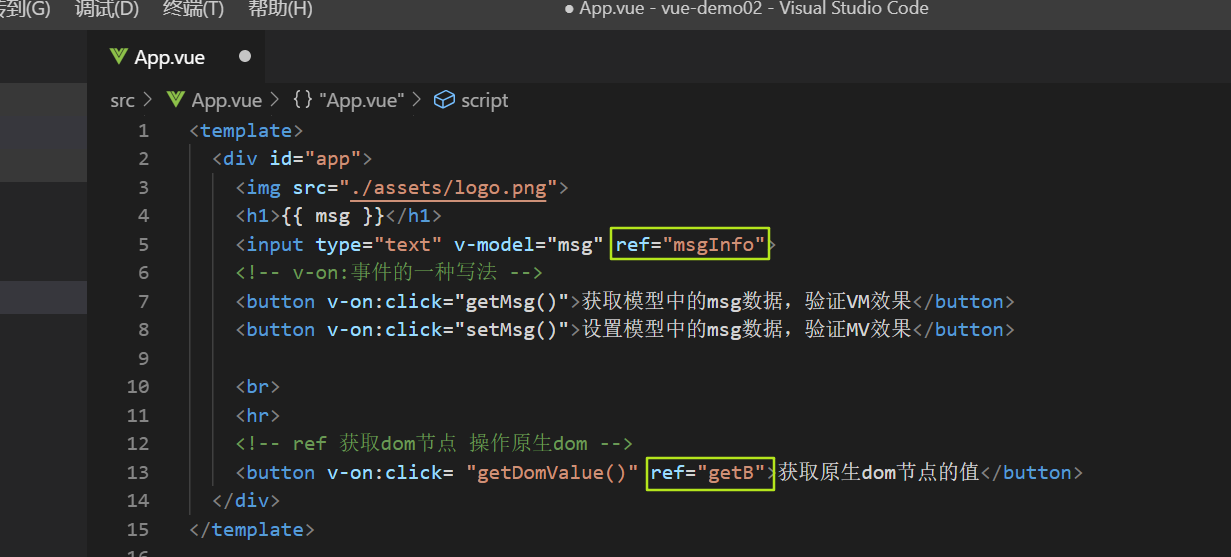 转到(G) 调试(D) 终端(T) 帮助(H) ● App.vue - vue-demo02 - Visual Studio Code
App.vue ●
src > App.vue > {} "App.vue" > script
1 <template>
2 <div id="app">
3 <img src="./assets/logo.png">
4 <h1>{{ msg }}</h1>
5 <input type="text" v-model="msg" ref="msgInfo">
6 <!-- v-on:事件的一种写法 -->
7 <button v-on:click="getMsg()">获取模型中的msg数据，验证VM效果</button>
8 <button v-on:click="setMsg()">设置模型中的msg数据，验证MV效果</button>
9
10 <br>
11 <hr>
12 <!-- ref 获取dom节点 操作原生dom -->
13 <button v-on:click= "getDomValue()" ref="getB">获取原生dom节点的值</button>
14 </div>
15 </template>
16